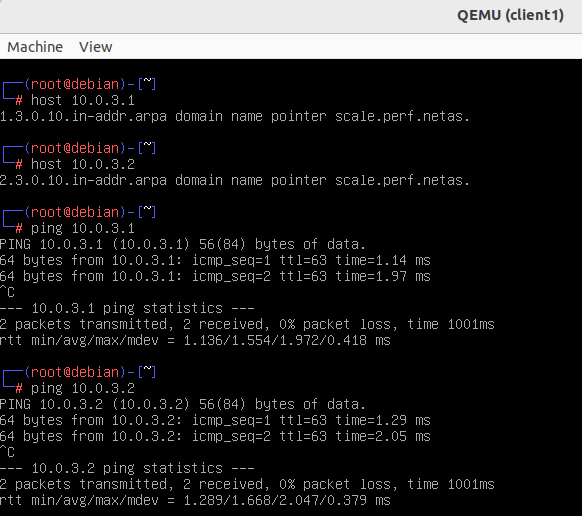 QEMU (client1)
Machine View
┌──(root@debian)-[~]
└─# host 10.0.3.1
1.3.0.10.in-addr.arpa domain name pointer scale.perf.netas.
┌──(root@debian)-[~]
└─# host 10.0.3.2
2.3.0.10.in-addr.arpa domain name pointer scale.perf.netas.
┌──(root@debian)-[~]
└─# ping 10.0.3.1
PING 10.0.3.1 (10.0.3.1) 56(84) bytes of data.
64 bytes from 10.0.3.1: icmp_seq=1 ttl=63 time=1.14 ms
64 bytes from 10.0.3.1: icmp_seq=2 ttl=63 time=1.97 ms
^C
--- 10.0.3.1 ping statistics ---
2 packets transmitted, 2 received, 0% packet loss, time 1001ms
rtt min/avg/max/mdev = 1.136/1.554/1.972/0.418 ms
┌──(root@debian)-[~]
└─# ping 10.0.3.2
PING 10.0.3.2 (10.0.3.2) 56(84) bytes of data.
64 bytes from 10.0.3.2: icmp_seq=1 ttl=63 time=1.29 ms
64 bytes from 10.0.3.2: icmp_seq=2 ttl=63 time=2.05 ms
^C
--- 10.0.3.2 ping statistics ---
2 packets transmitted, 2 received, 0% packet loss, time 1001ms
rtt min/avg/max/mdev = 1.289/1.668/2.047/0.379 ms